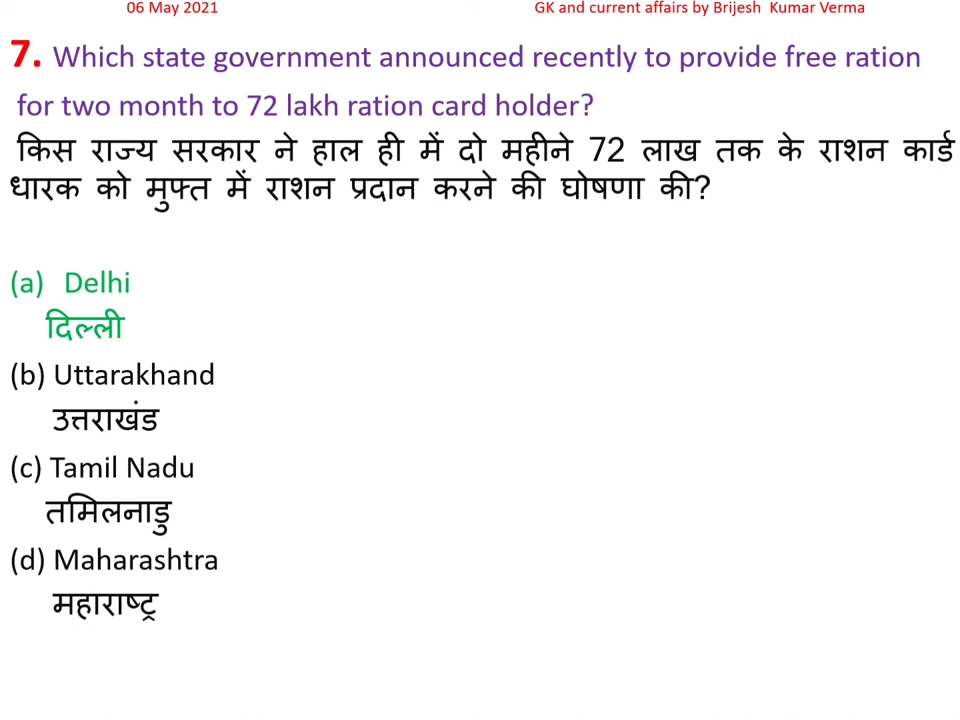 06 May 2021 GK and current affairs by Brijesh Kumar Verma
7. Which state government announced recently to provide free ration
for two month to 72 lakh ration card holder?
किस राज्य सरकार ने हाल ही में दो महीने 72 लाख तक के राशन कार्ड
धारक को मुफ्त में राशन प्रदान करने की घोषणा की?
(a) Delhi
दिल्ली
(b) Uttarakhand
उत्तराखंड
(c) Tamil Nadu
तमिलनाडु
(d) Maharashtra
महाराष्ट्र